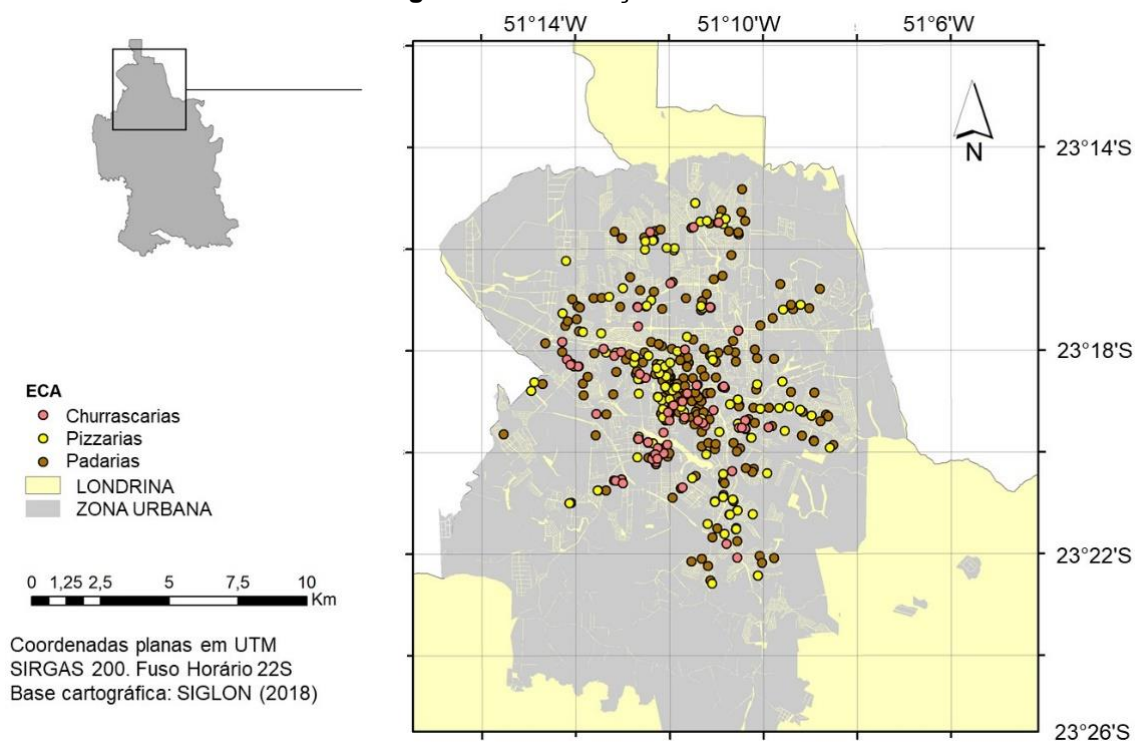 51°14'W 51°10'W 51°6'W
N
23°14'S
23°18'S
23°22'S
23°26'S
ECA
Churrascarias
Pizzarias
Padarias
LONDRINA
ZONA URBANA
0 1,25 2,5 5 7,5 10
Km
Coordenadas planas em UTM
SIRGAS 200. Fuso Horário 22S
Base cartográfica: SIGLON (2018)